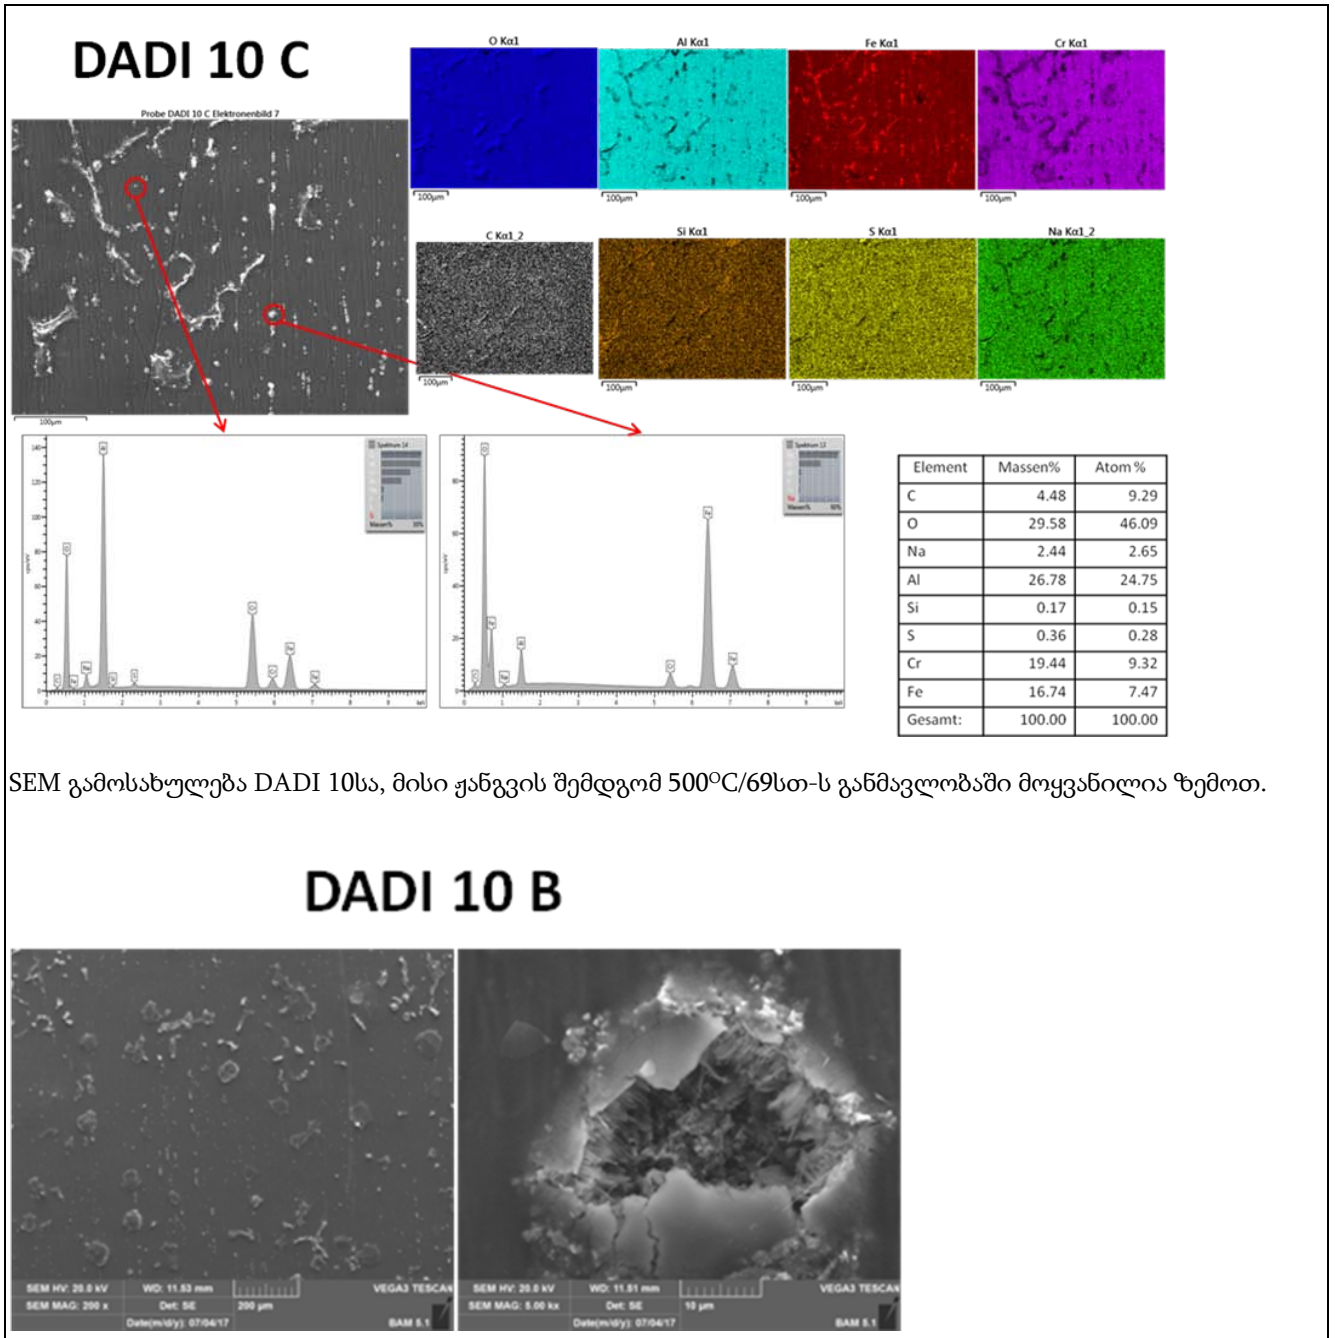 DADI 10 C
Probe DADI 10 C Elektronenbild 7
100µm
O Kα1
Al Kα1
Fe Kα1
Cr Kα1
100µm
100µm
100µm
100µm
C Kα1_2
Si Kα1
S Kα1
Na Kα1_2
100µm
100µm
100µm
100µm
Spektrum 14
Massen%
Spektrum 13
Massen%
Element Massen% Atom %
C 4.48 9.29
O 29.58 46.09
Na 2.44 2.65
Al 26.78 24.75
Si 0.17 0.15
S 0.36 0.28
Cr 19.44 9.32
Fe 16.74 7.47
Gesamt: 100.00 100.00
SEM გამოსახულება DADI 10სა, მისი ჟანგვის შემდგომ 500°C/69სთ-ს განმავლობაში მოყვანილია ზემოთ.
DADI 10 B
SEM HV: 20.0 kV WD: 11.53 mm VEGA3 TESCAN
SEM MAG: 200 x Det: SE 200 µm
Date(m/d/y): 07/04/17 BAM 5.1
SEM HV: 20.0 kV WD: 11.51 mm VEGA3 TESCAN
SEM MAG: 5.00 kx Det: SE 10 µm
Date(m/d/y): 07/04/17 BAM 5.1